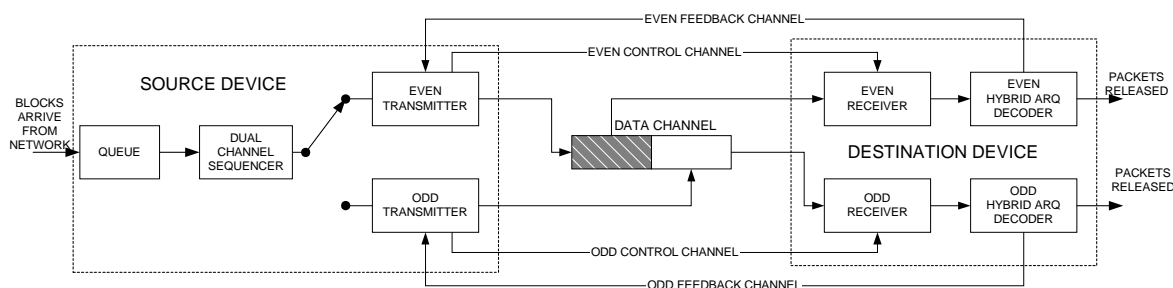 EVEN FEEDBACK CHANNEL
EVEN CONTROL CHANNEL
SOURCE DEVICE
BLOCKS
ARRIVE
FROM
NETWORK
QUEUE
DUAL
CHANNEL
SEQUENCER
EVEN
TRANSMITTER
ODD
TRANSMITTER
DATA CHANNEL
EVEN
RECEIVER
EVEN
HYBRID ARQ
DECODER
PACKETS
RELEASED
DESTINATION DEVICE
ODD
RECEIVER
ODD
HYBRID ARQ
DECODER
PACKETS
RELEASED
ODD CONTROL CHANNEL
ODD FEEDBACK CHANNEL